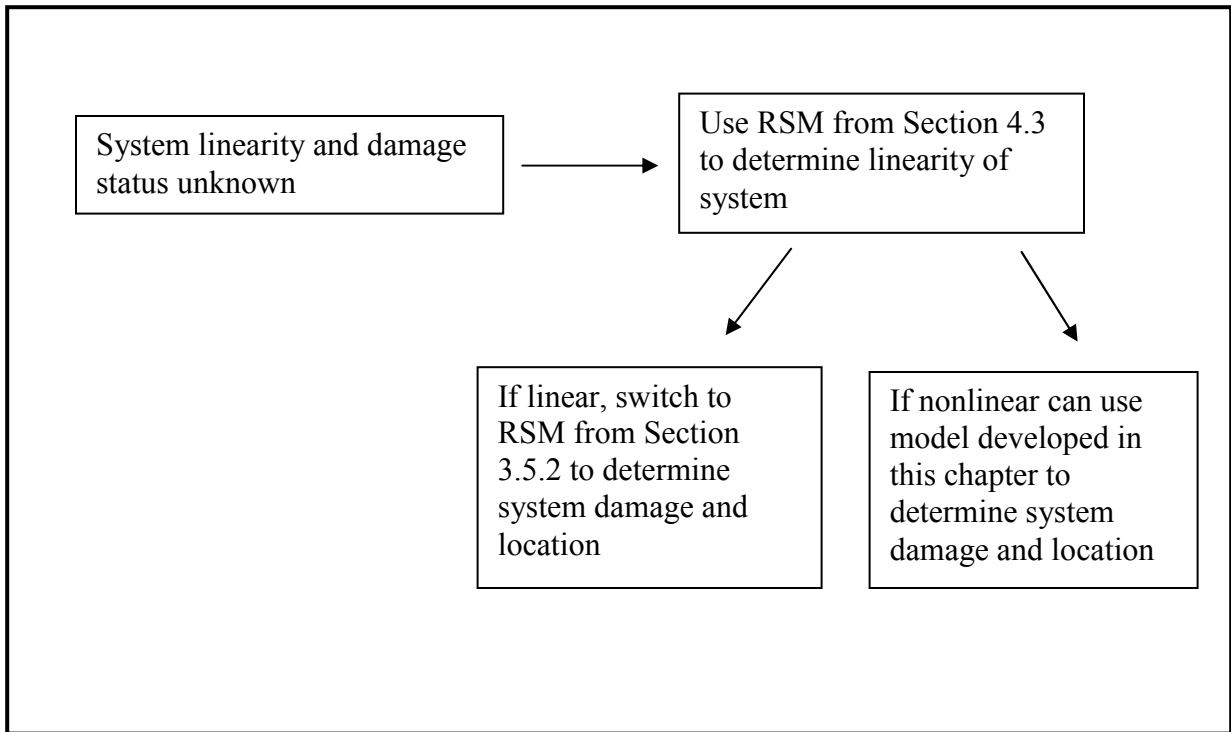 System linearity and damage
status unknown
Use RSM from Section 4.3
to determine linearity of
system
If linear, switch to
RSM from Section
3.5.2 to determine
system damage and
location
If nonlinear can use
model developed in
this chapter to
determine system
damage and location